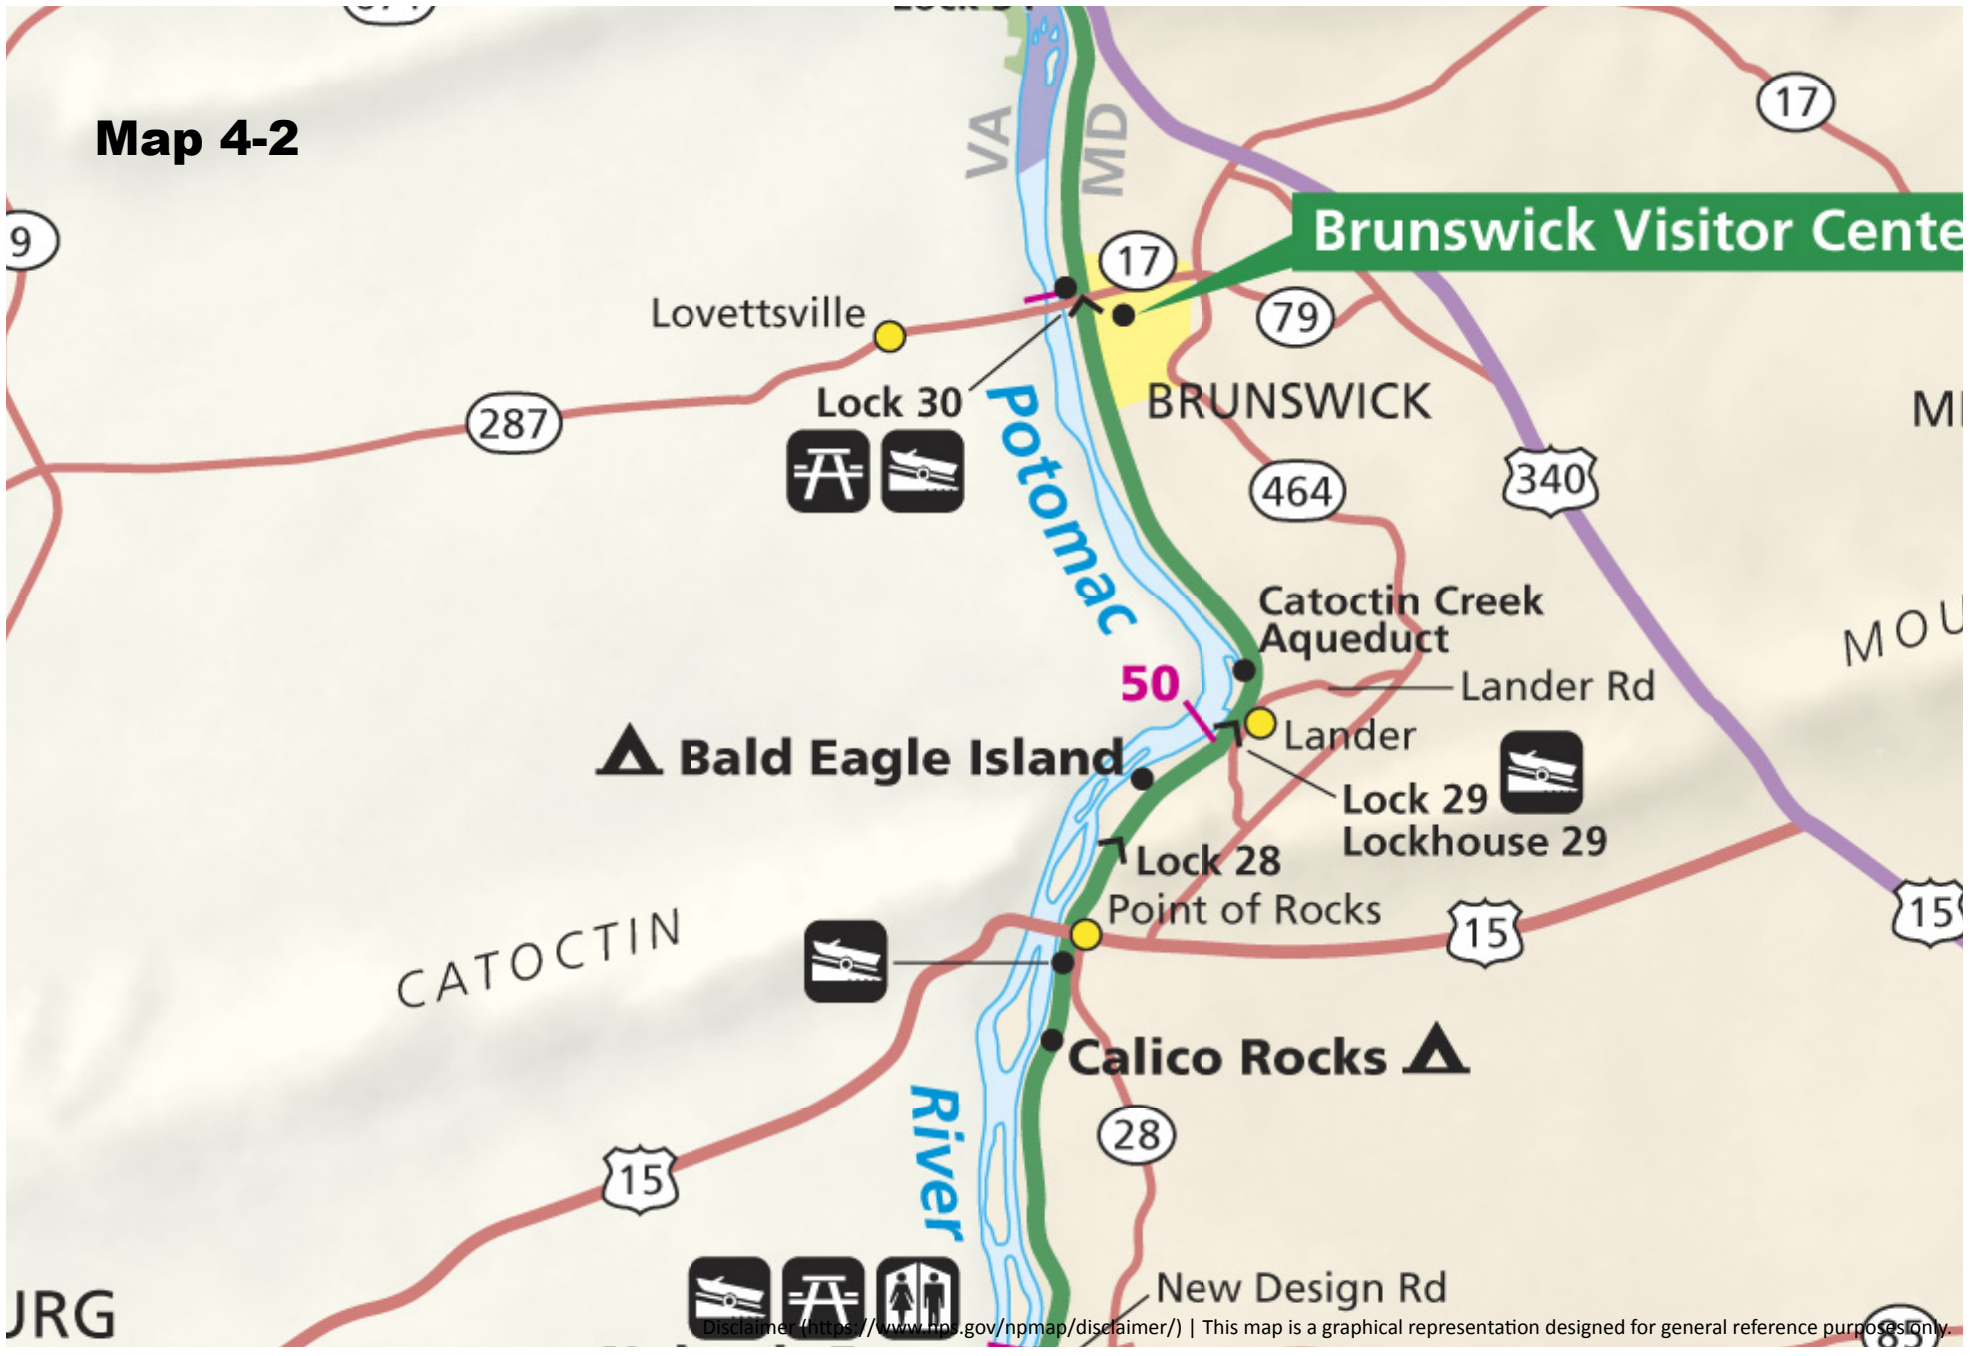 Map 4-2
VA
MD
17
9
Brunswick Visitor Cente
17
79
Lovettsville
Lock 30
287
BRUNSWICK
Potomac
464
340
MI
Catoctin Creek
Aqueduct
MOU
50
Lander Rd
Lander
Bald Eagle Island
Lock 29
Lockhouse 29
Lock 28
Point of Rocks
15
15
CATOCTIN
Calico Rocks
River
28
15
New Design Rd
URG
85
Disclaimer (https://www.nps.gov/npmap/disclaimer/) | This map is a graphical representation designed for general reference purposes only.